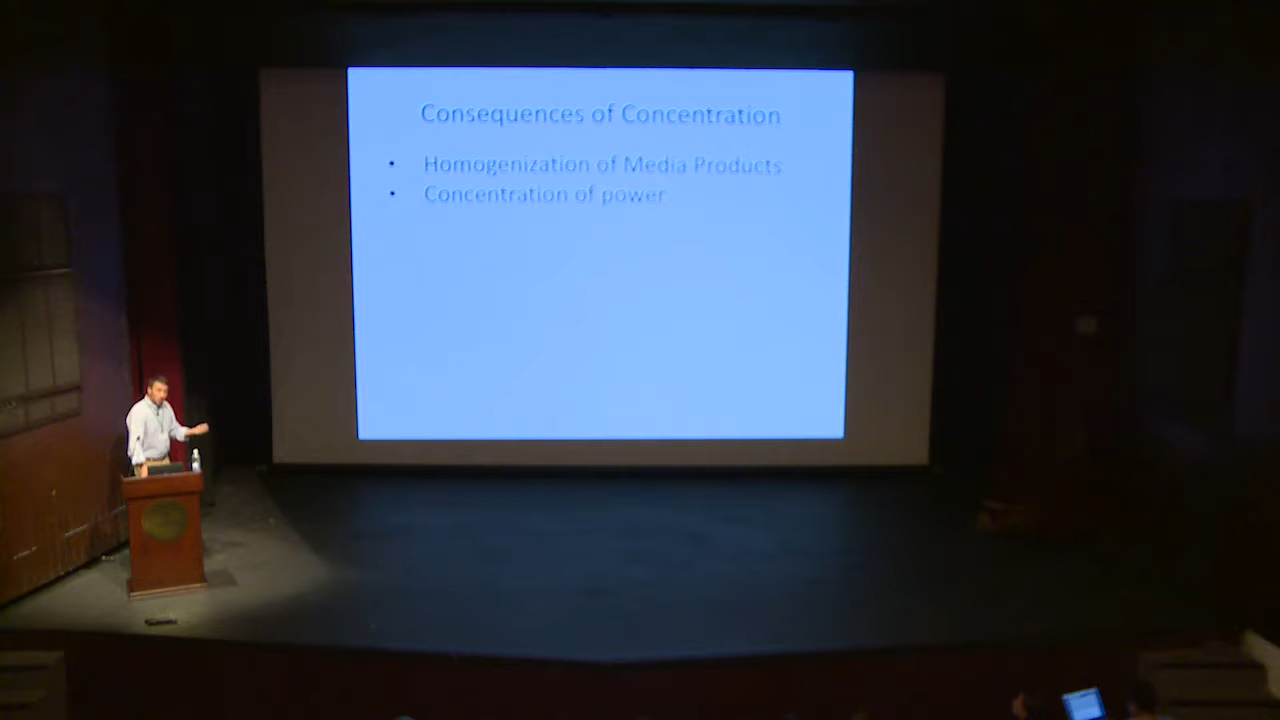 Consequences of Concentration
• Homogenization of Media Products
• Concentration of power